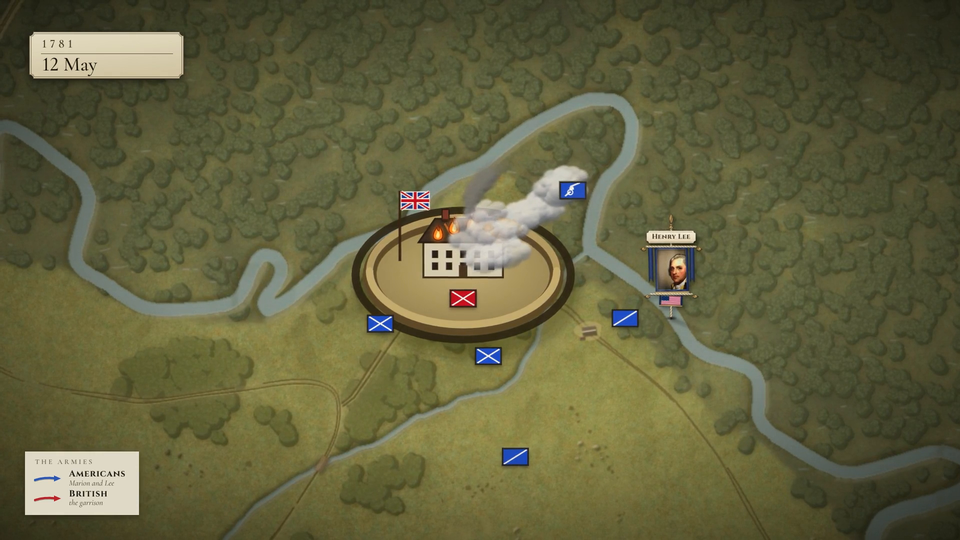 1781
12 May
HENRY LEE
THE ARMIES
AMERICANS
Marion and Lee
BRITISH
the garrison